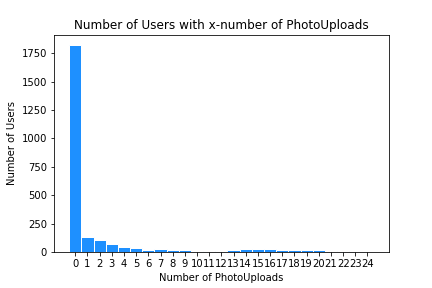 Number of Users with x-number of PhotoUploads
Number of Users
1750
1500
1250
1000
750
500
250
0
0 1 2 3 4 5 6 7 8 9 10 11 12 13 14 15 16 17 18 19 20 21 22 23 24
Number of PhotoUploads